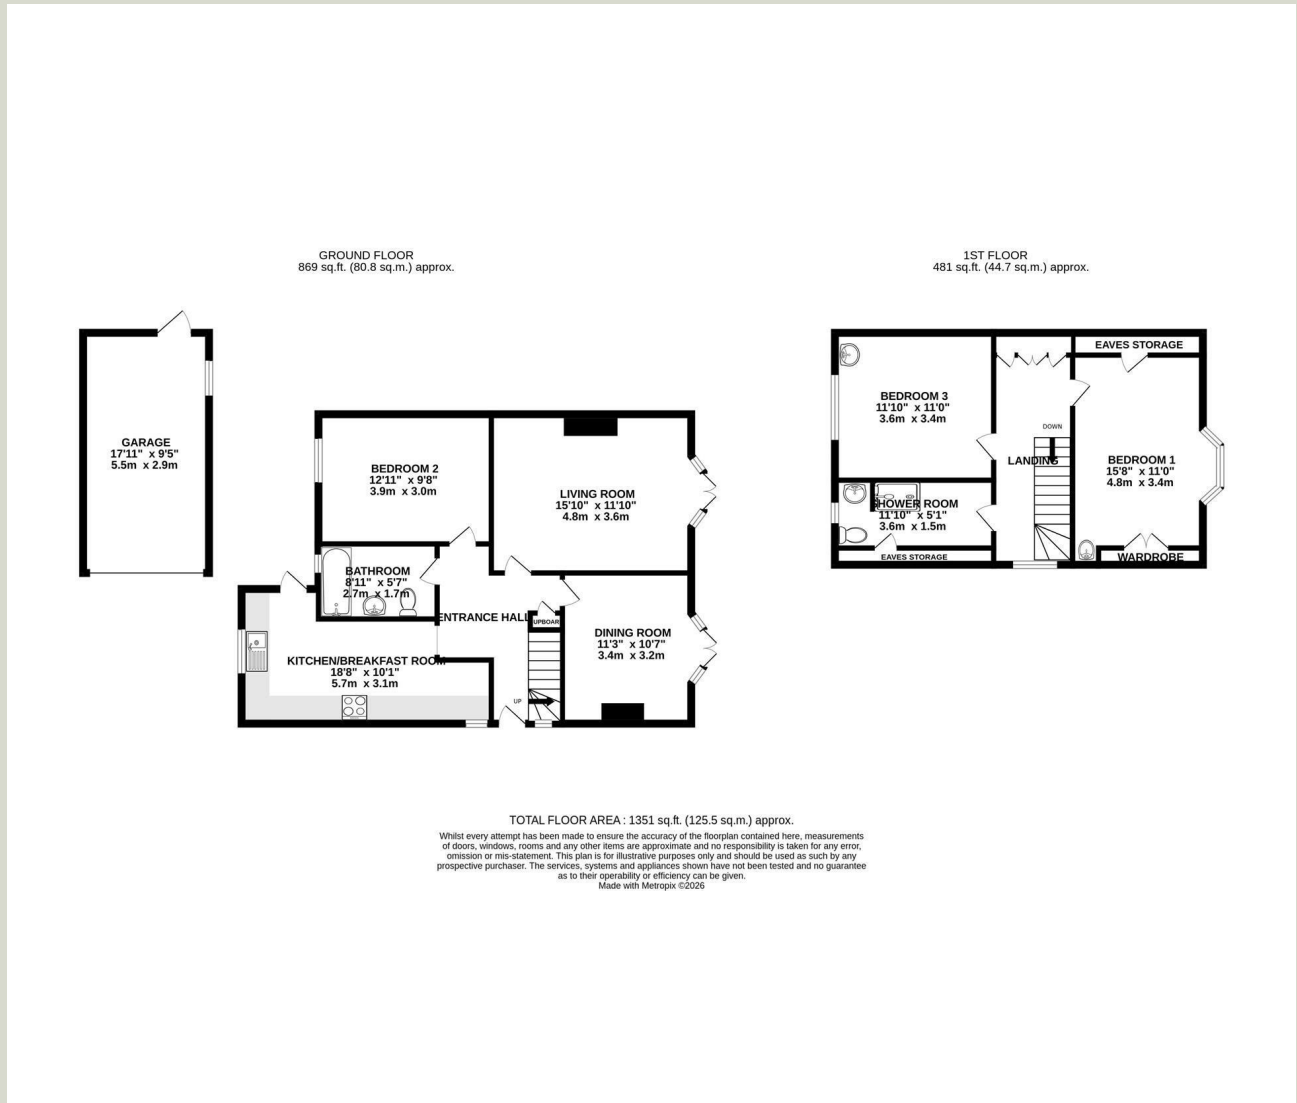 GROUND FLOOR
869 sq.ft. (80.8 sq.m.) approx.
1ST FLOOR
481 sq.ft. (44.7 sq.m.) approx.
GARAGE
17'11" x 9'5"
5.5m x 2.9m
BEDROOM 2
12'11" x 9'8"
3.9m x 3.0m
LIVING ROOM
15'10" x 11'10"
4.8m x 3.6m
BATHROOM
8'11" x 5'7"
2.7m x 1.7m
ENTRANCE HALL
UPBOAR
DINING ROOM
11'3" x 10'7"
3.4m x 3.2m
KITCHEN/BREAKFAST ROOM
18'8" x 10'1"
5.7m x 3.1m
UP
EAVES STORAGE
BEDROOM 3
11'10" x 11'0"
3.6m x 3.4m
DOWN
LANDING
BEDROOM 1
15'8" x 11'0"
4.8m x 3.4m
SHOWER ROOM
11'10" x 5'1"
3.6m x 1.5m
EAVES STORAGE
WARDROBE
TOTAL FLOOR AREA : 1351 sq.ft. (125.5 sq.m.) approx.
Whilst every attempt has been made to ensure the accuracy of the floorplan contained here, measurements
of doors, windows, rooms and any other items are approximate and no responsibility is taken for any error,
omission or mis-statement. This plan is for illustrative purposes only and should be used as such by any
prospective purchaser. The services, systems and appliances shown have not been tested and no guarantee
as to their operability or efficiency can be given.
Made with Metropix ©2026